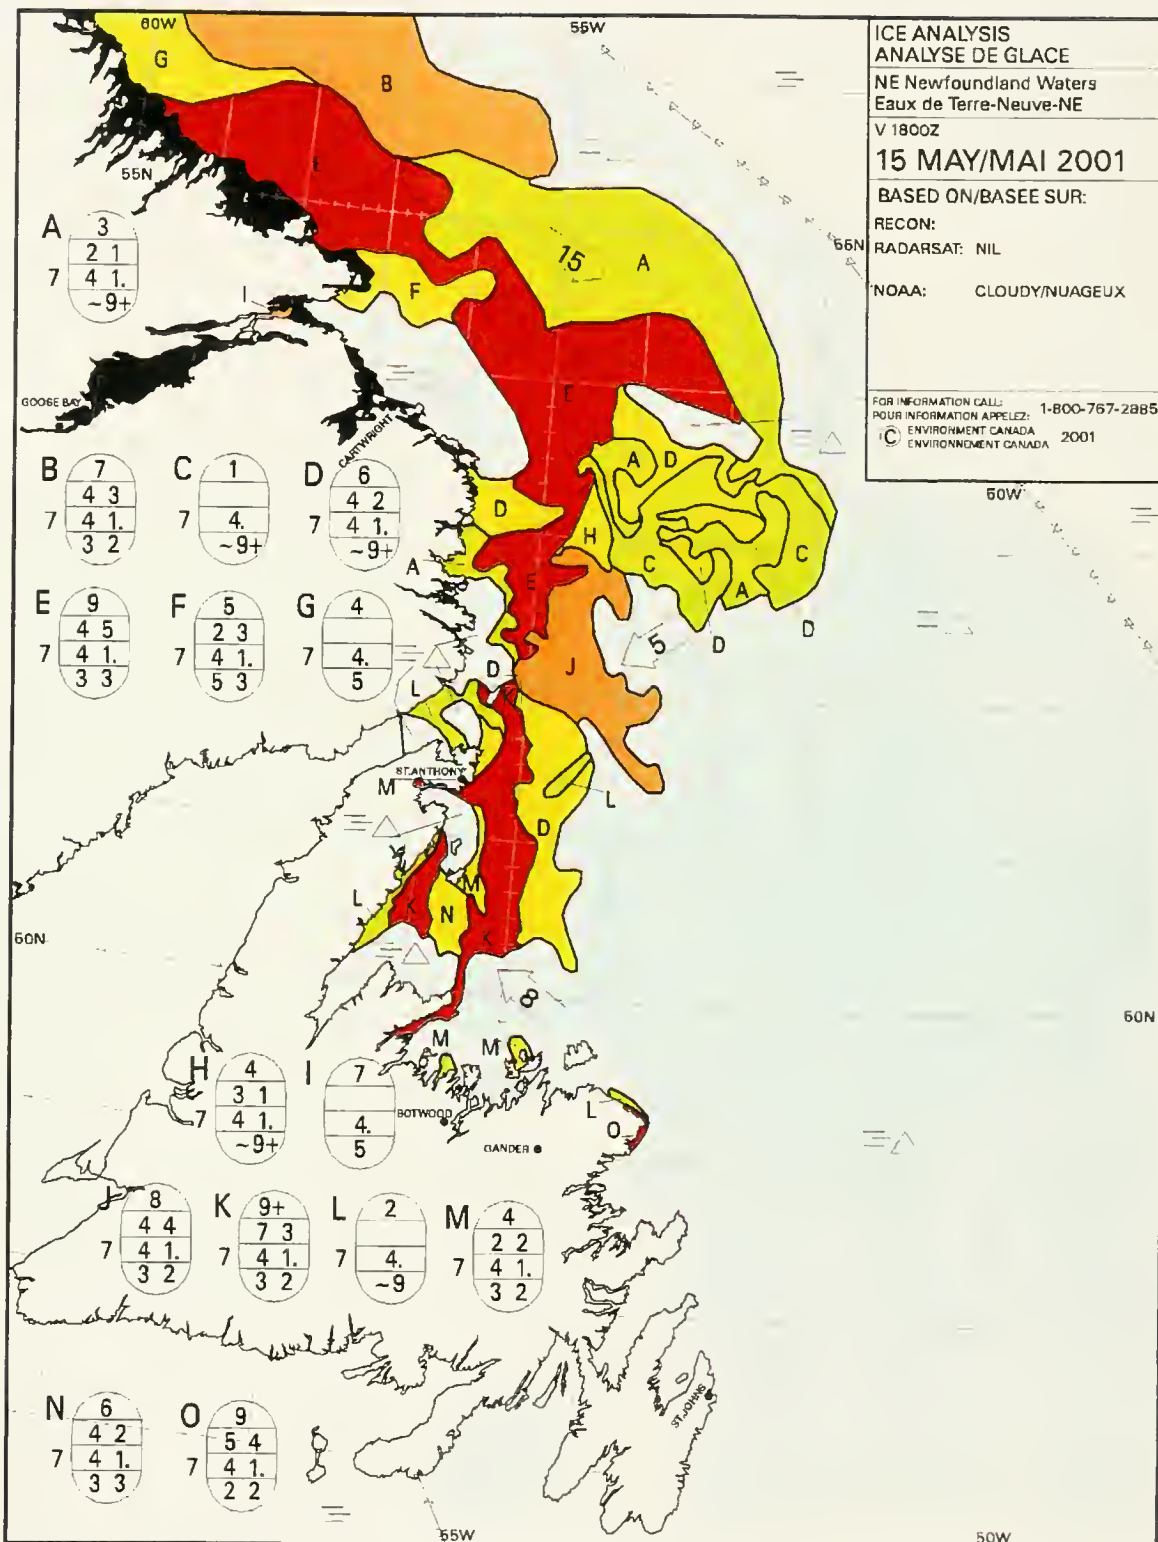 60W
55W
ICE ANALYSIS
ANALYSE DE GLACE
NE Newfoundland Waters
Eaux de Terre-Neuve-NE
V 1800Z
15 MAY/MAI 2001
BASED ON/BASEE SUR:
RECON:
RADARSAT: NIL
NOAA: CLOUDY/NUAGEUX
FOR INFORMATION CALL:
POUR INFORMATION APPELEZ: 1-800-767-2885
© ENVIRONMENT CANADA
ENVIRONNEMENT CANADA 2001
G
B
E
55N
55N
15
A
F
I
A
3
2 1
7 4 1.
~9+
GOOSE BAY
CARTWRIGHT
E
A
D
50W
B
7
4 3
7 4 1.
3 2
C
1
7 4.
~9+
D
6
4 2
7 4 1.
~9+
D
H
C
C
A
A
E
D
D
E
9
4 5
7 4 1.
3 3
F
5
2 3
7 4 1.
5 3
G
4
7 4.
5
5
D
J
L
K
ST.ANTHONY
M
L
D
L
K
M
N
K
50N
50N
8
M
M
H
4
3 1
7 4 1.
~9+
I
7
4.
5
BOTWOOD
GANDER
L
O
J
8
4 4
7 4 1.
3 2
K
9+
7 3
7 4 1.
3 2
L
2
7 4.
~9
M
4
2 2
7 4 1.
3 2
N
6
4 2
7 4 1.
3 3
O
9
5 4
7 4 1.
2 2
ST.JOHNS
55W
50W